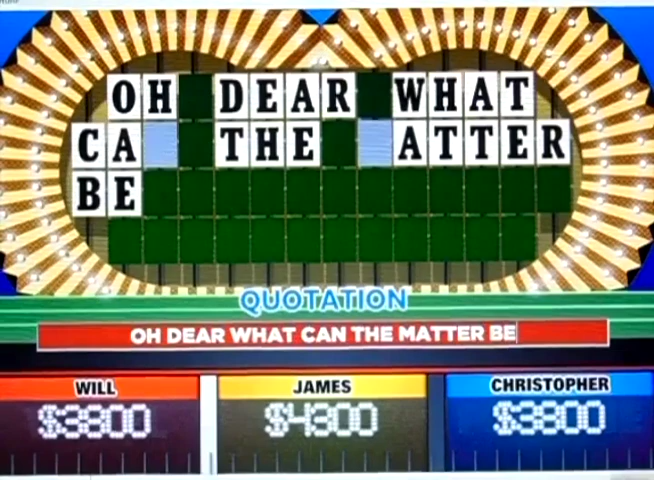 OH DEAR WHAT
CA THE ATTER
BE
QUOTATION
OH DEAR WHAT CAN THE MATTER BE
WILL JAMES CHRISTOPHER
$3800 $4300 $3800